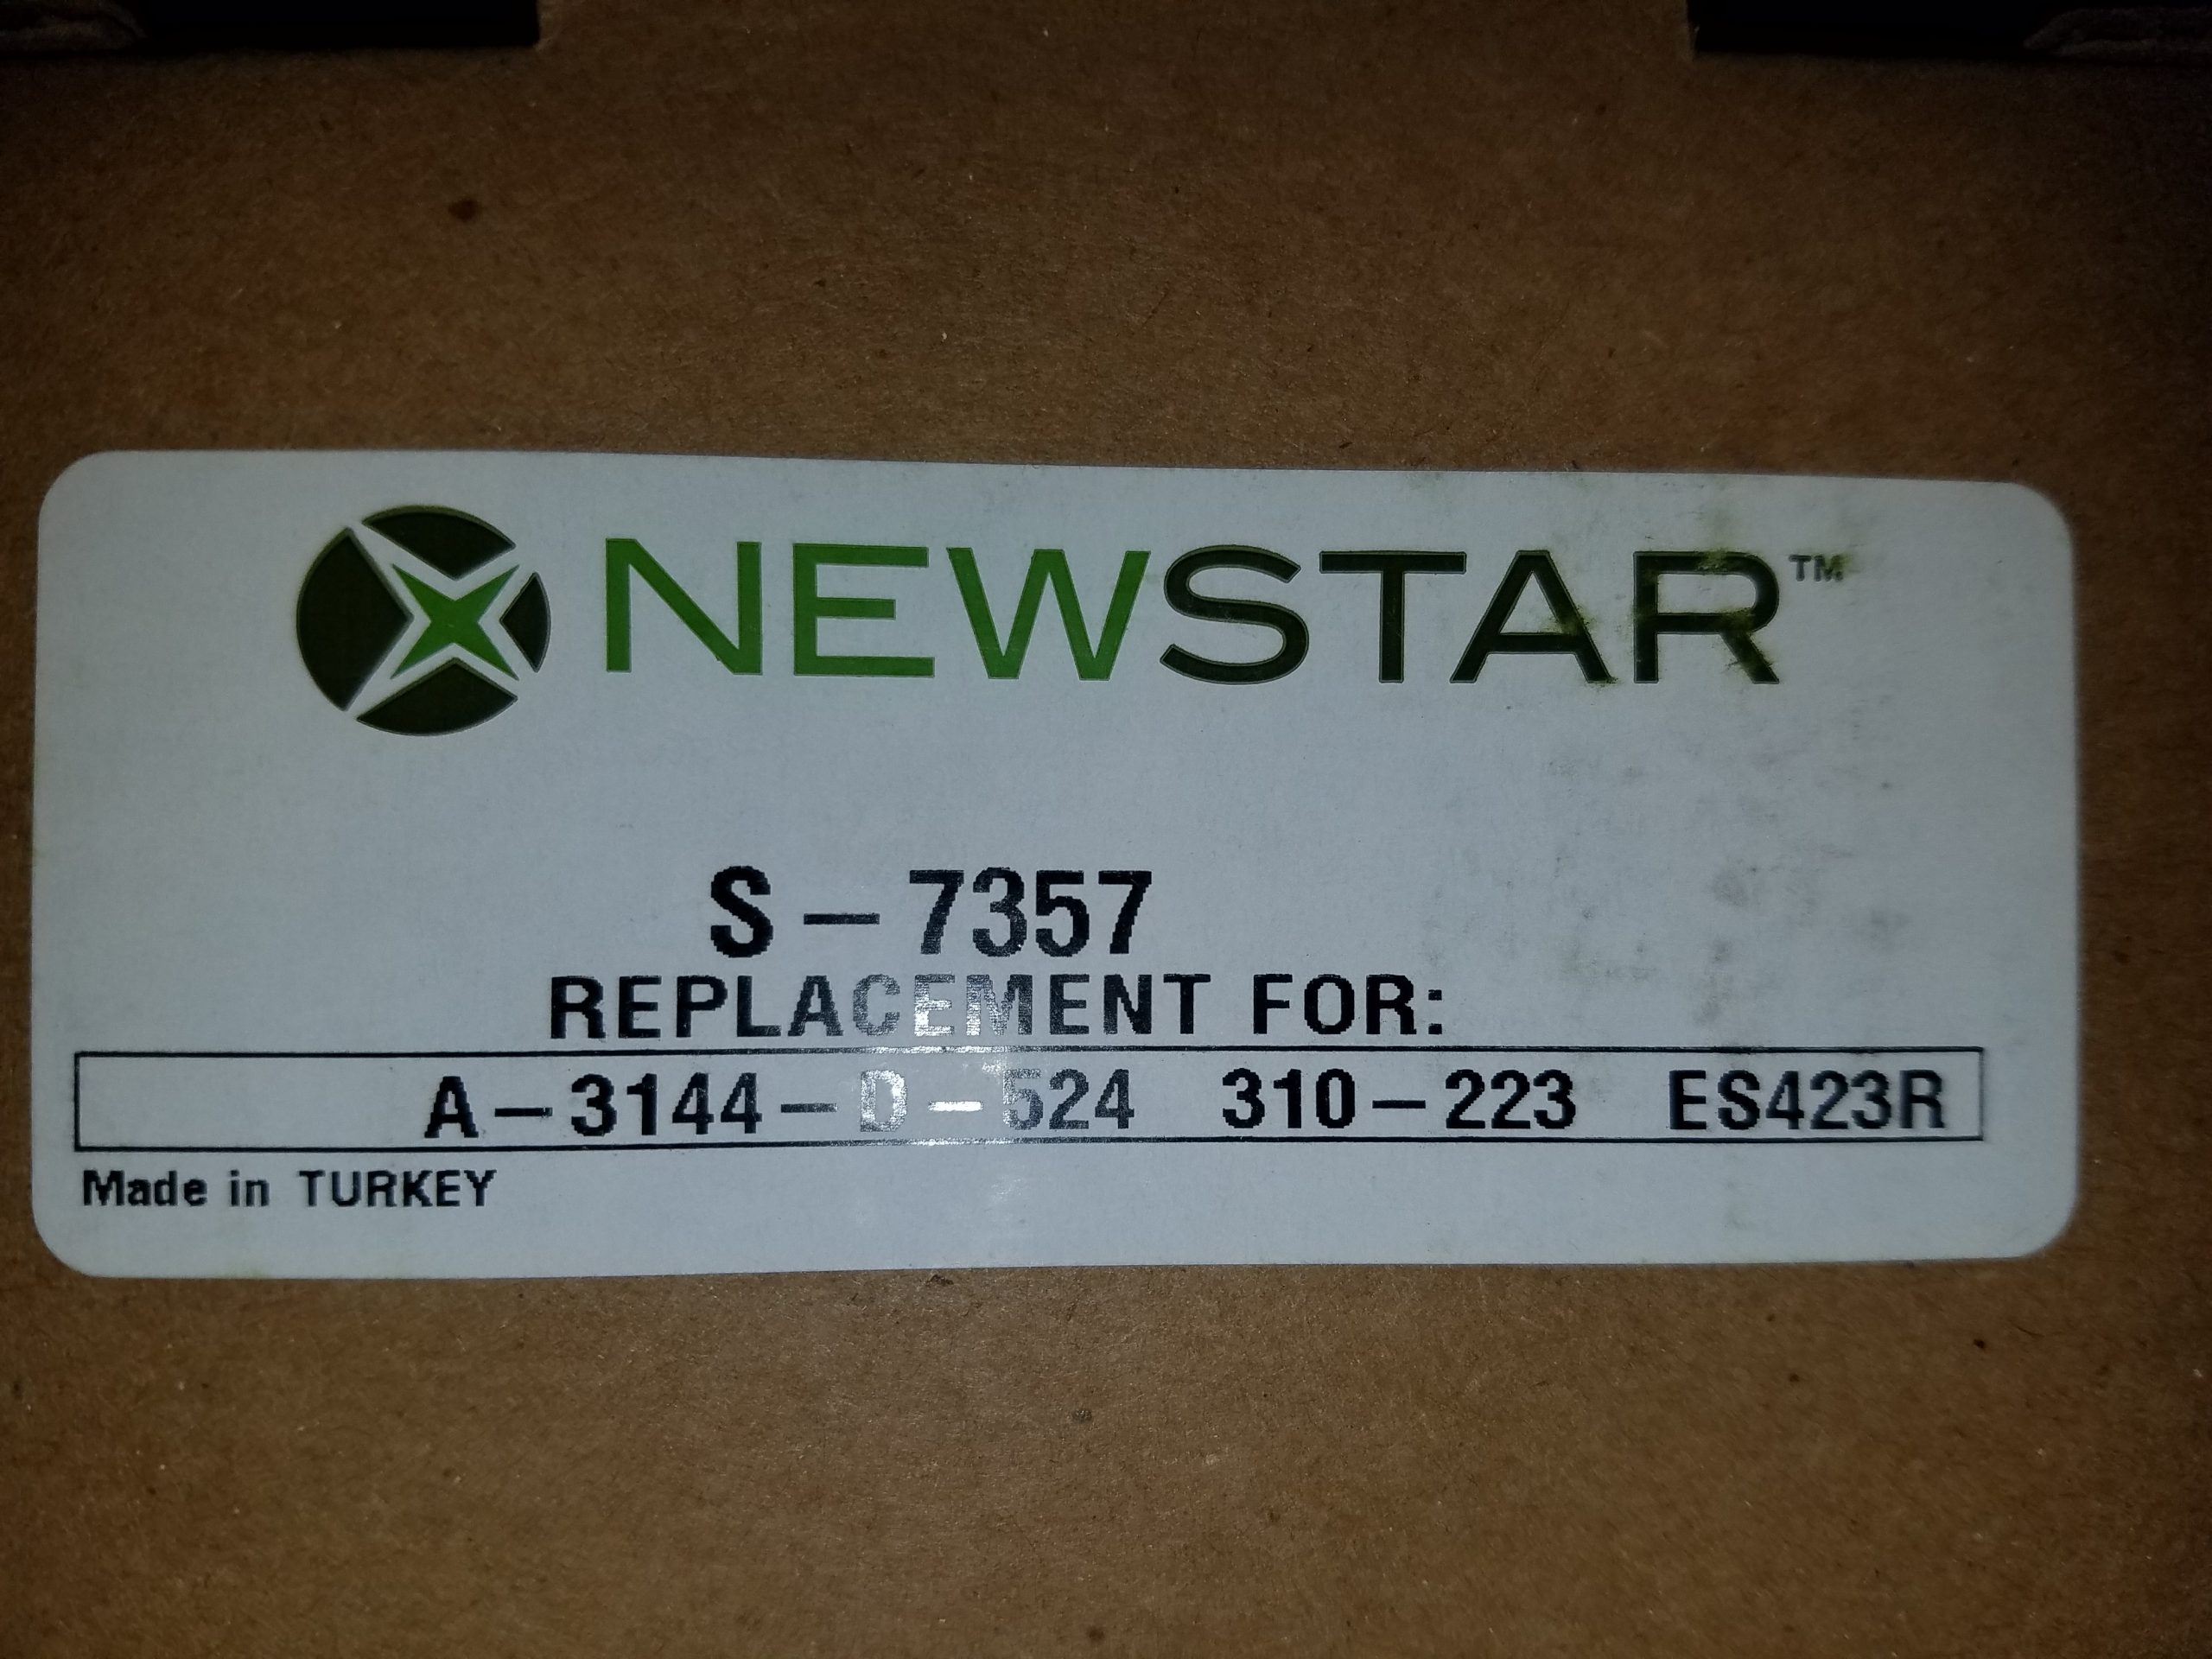 NEWSTAR™
S-7357
REPLACEMENT FOR:
A-3144-D-524 310-223 ES423R
Made in TURKEY